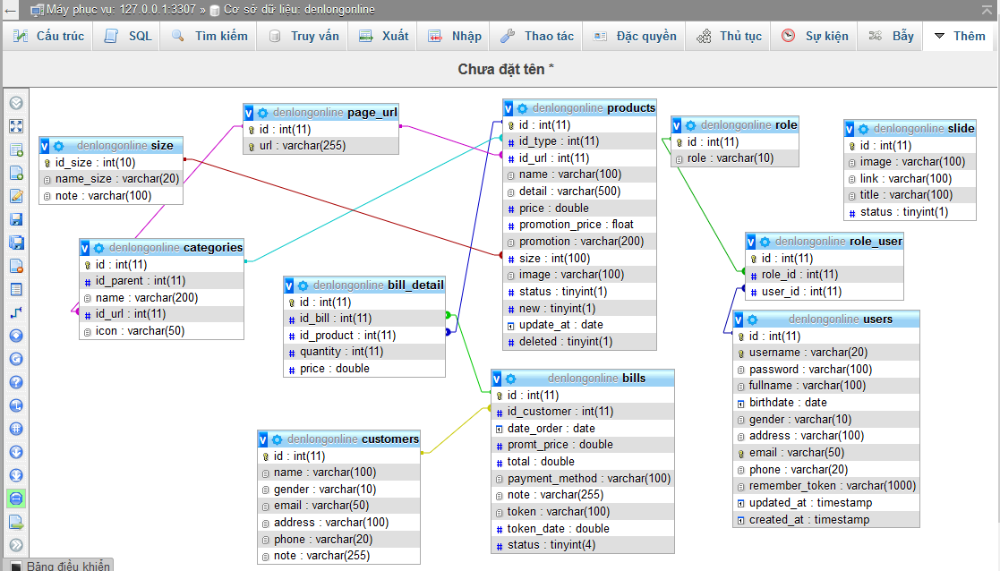 Máy phục vụ: 127.0.0.1:3307 » Cơ sở dữ liệu: denlongonline
Cấu trúc SQL Tìm kiếm Truy vấn Xuất Nhập Thao tác Đặc quyền Thủ tục Sự kiện Bẫy Thêm
Chưa đặt tên *
denlongonline size
id_size : int(10)
name_size : varchar(20)
note : varchar(100)
denlongonline page_url
id : int(11)
url : varchar(255)
denlongonline products
id : int(11)
id_type : int(11)
id_url : int(11)
name : varchar(100)
detail : varchar(500)
price : double
promotion_price : float
promotion : varchar(200)
size : int(100)
image : varchar(100)
status : tinyint(1)
new : tinyint(1)
update_at : date
deleted : tinyint(1)
denlongonline role
id : int(11)
role : varchar(10)
denlongonline slide
id : int(11)
image : varchar(100)
link : varchar(100)
title : varchar(100)
status : tinyint(1)
denlongonline categories
id : int(11)
id_parent : int(11)
name : varchar(200)
id_url : int(11)
icon : varchar(50)
denlongonline bill_detail
id : int(11)
id_bill : int(11)
id_product : int(11)
quantity : int(11)
price : double
denlongonline role_user
id : int(11)
role_id : int(11)
user_id : int(11)
denlongonline users
id : int(11)
username : varchar(20)
password : varchar(100)
fullname : varchar(100)
birthdate : date
gender : varchar(10)
address : varchar(100)
email : varchar(50)
phone : varchar(20)
remember_token : varchar(1000)
updated_at : timestamp
created_at : timestamp
denlongonline bills
id : int(11)
id_customer : int(11)
date_order : date
promt_price : double
total : double
payment_method : varchar(100)
note : varchar(255)
token : varchar(100)
token_date : double
status : tinyint(4)
denlongonline customers
id : int(11)
name : varchar(100)
gender : varchar(10)
email : varchar(50)
address : varchar(100)
phone : varchar(20)
note : varchar(255)
Bảng điều khiển